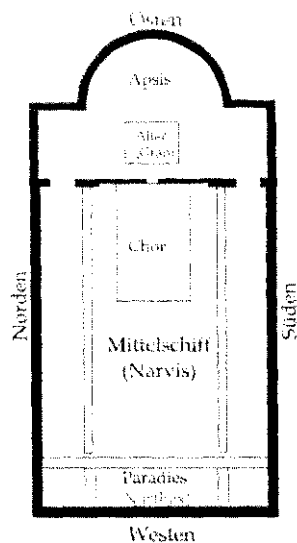 Osten
Apsis
Altar
Chor
Norden
Süden
Mittelschiff
(Narvis)
Paradies
Narthex
Westen